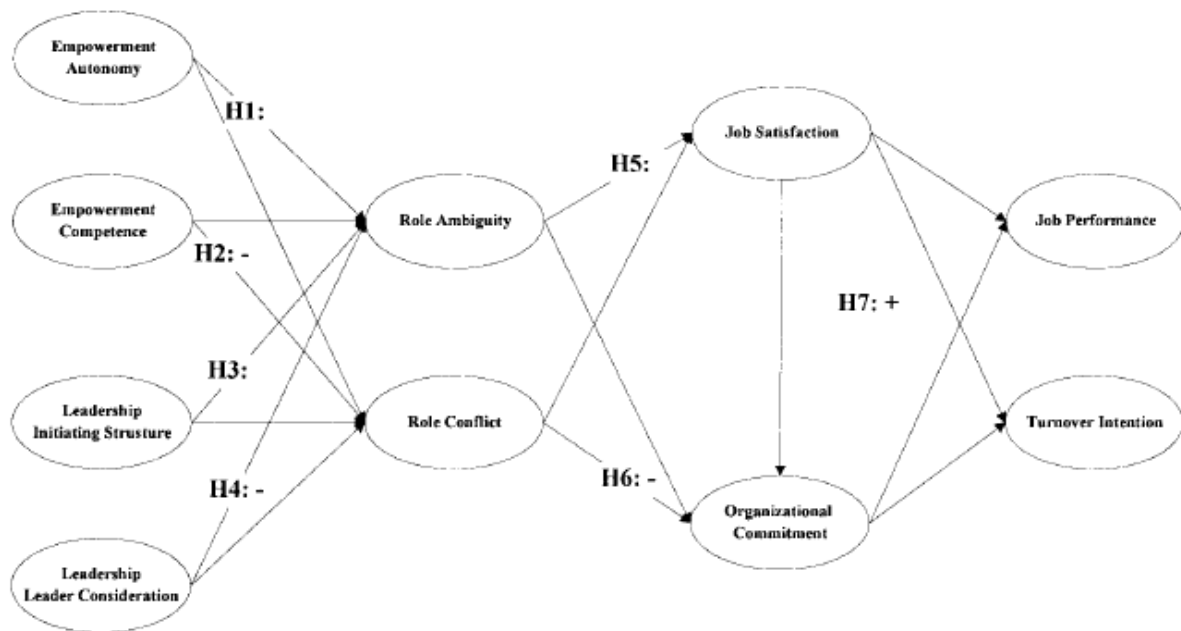 Empowerment
Autonomy
H1:
Empowerment
Competence
H2: -
Leadership
Initiating Strusture
H3:
Leadership
Leader Consideration
H4: -
Role Ambiguity
Role Conflict
H5:
H6: -
Job Satisfaction
Organizational
Commitment
H7: +
Job Performance
Turnover Intention